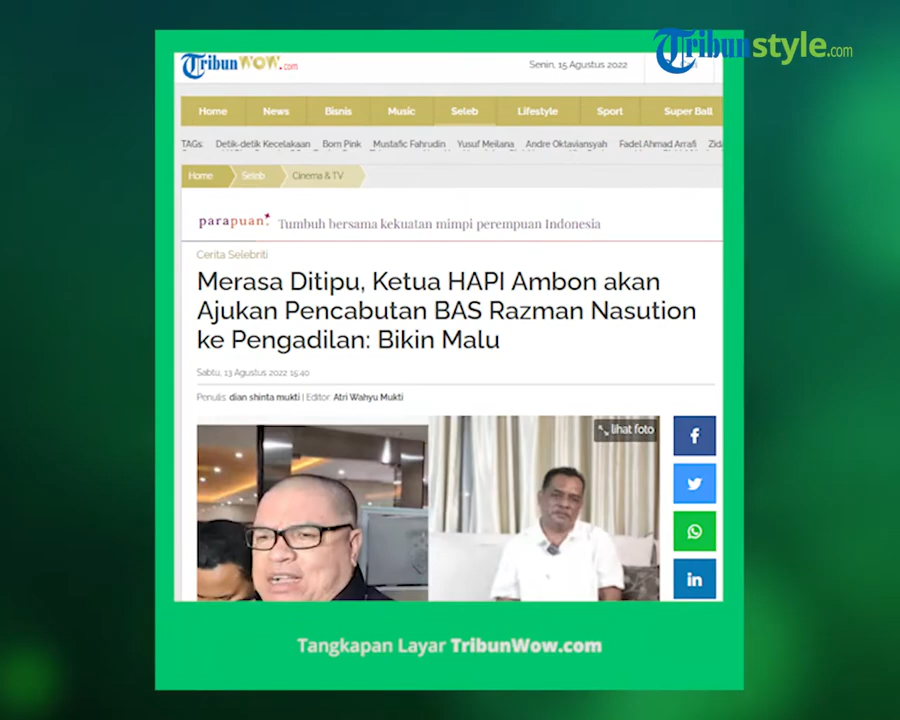 Tribunstyle.com
TribunWOW.com
Senin, 15 Agustus 2022
Home News Bisnis Music Seleb Lifestyle Sport Super Ball
TAGs: Detik-detik Kecelakaan Bom Pink Mustafic Fahrudin Yusuf Meilana Andre Oktaviansyah Fadel Ahmad Arrafi
Home Seleb Cinema & TV
parapuan. Tumbuh bersama kekuatan mimpi perempuan Indonesia
Cerita Selebriti
Merasa Ditipu, Ketua HAPI Ambon akan
Ajukan Pencabutan BAS Razman Nasution
ke Pengadilan: Bikin Malu
Sabtu, 13 Agustus 2022 15:40
Penulis: dian shinta mukti | Editor: Atri Wahyu Mukti
lihat foto
Tangkapan Layar TribunWow.com